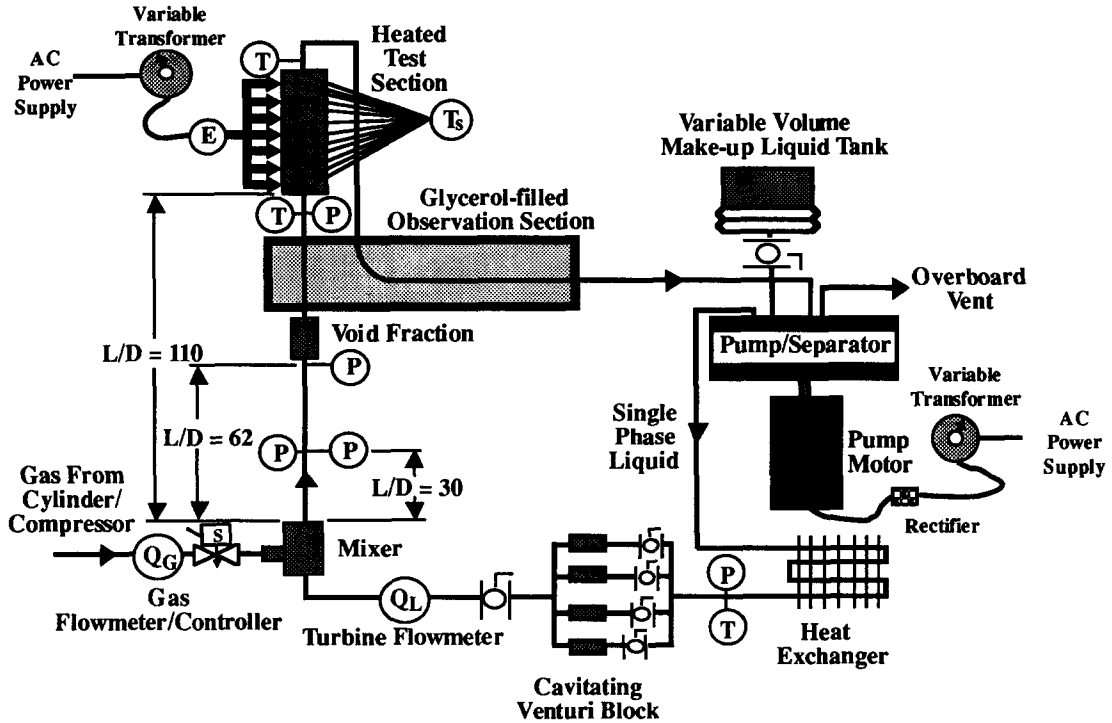 Variable
Transformer
AC
Power
Supply
T
E
Heated
Test
Section
Ts
Variable Volume
Make-up Liquid Tank
T
P
Glycerol-filled
Observation Section
Overboard
Vent
Void Fraction
Pump/Separator
L/D = 110
P
Variable
Transformer
L/D = 62
Single
Phase
Liquid
Pump
Motor
AC
Power
Supply
P
P
L/D = 30
Gas From
Cylinder/
Compressor
Rectifier
S
Mixer
QG
Gas
Flowmeter/Controller
QL
Turbine Flowmeter
P
T
Heat
Exchanger
Cavitating
Venturi Block